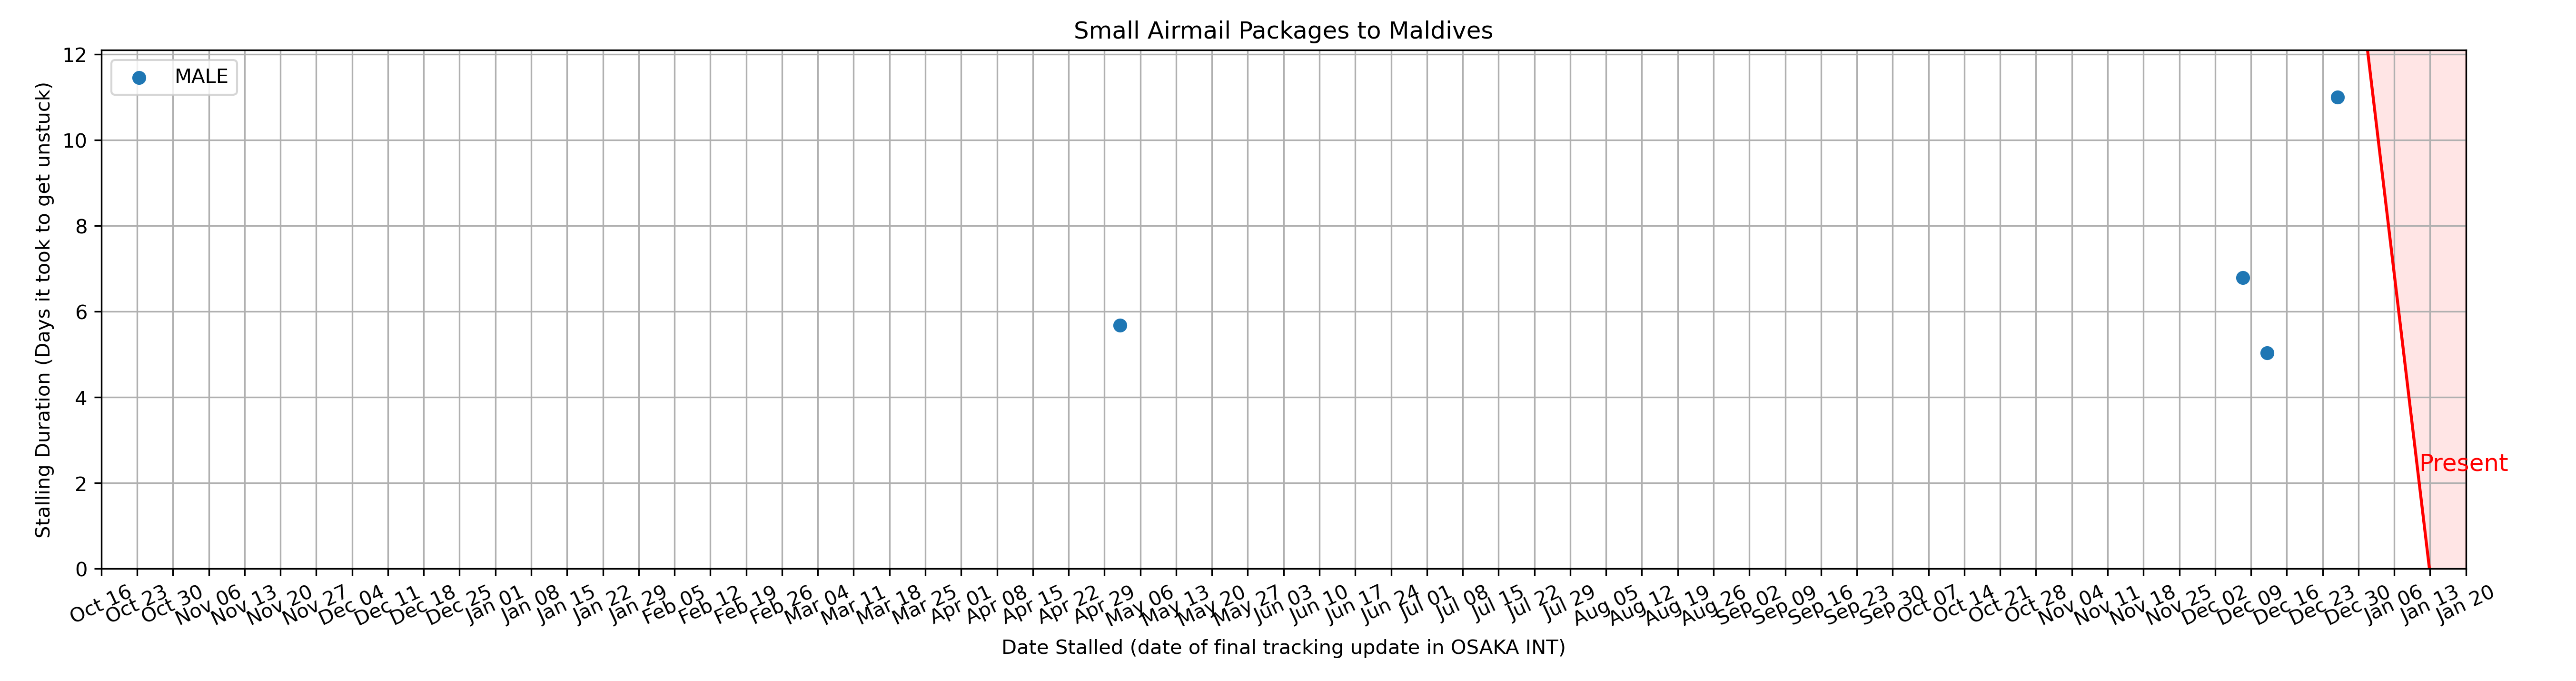 Small Airmail Packages to Maldives
MALE
Stalling Duration (Days it took to get unstuck)
12
10
8
6
4
2
0
Present
Oct 16 Oct 23 Oct 30 Nov 06 Nov 13 Nov 20 Nov 27 Dec 04 Dec 11 Dec 18 Dec 25 Jan 01 Jan 08 Jan 15 Jan 22 Jan 29 Feb 05 Feb 12 Feb 19 Feb 26 Mar 04 Mar 11 Mar 18 Mar 25 Apr 01 Apr 08 Apr 15 Apr 22 Apr 29 May 06 May 13 May 20 May 27 Jun 03 Jun 10 Jun 17 Jun 24 Jul 01 Jul 08 Jul 15 Jul 22 Jul 29 Aug 05 Aug 12 Aug 19 Aug 26 Sep 02 Sep 09 Sep 16 Sep 23 Sep 30 Oct 07 Oct 14 Oct 21 Oct 28 Nov 04 Nov 11 Nov 18 Nov 25 Dec 02 Dec 09 Dec 16 Dec 23 Dec 30 Jan 06 Jan 13 Jan 20
Date Stalled (date of final tracking update in OSAKA INT)